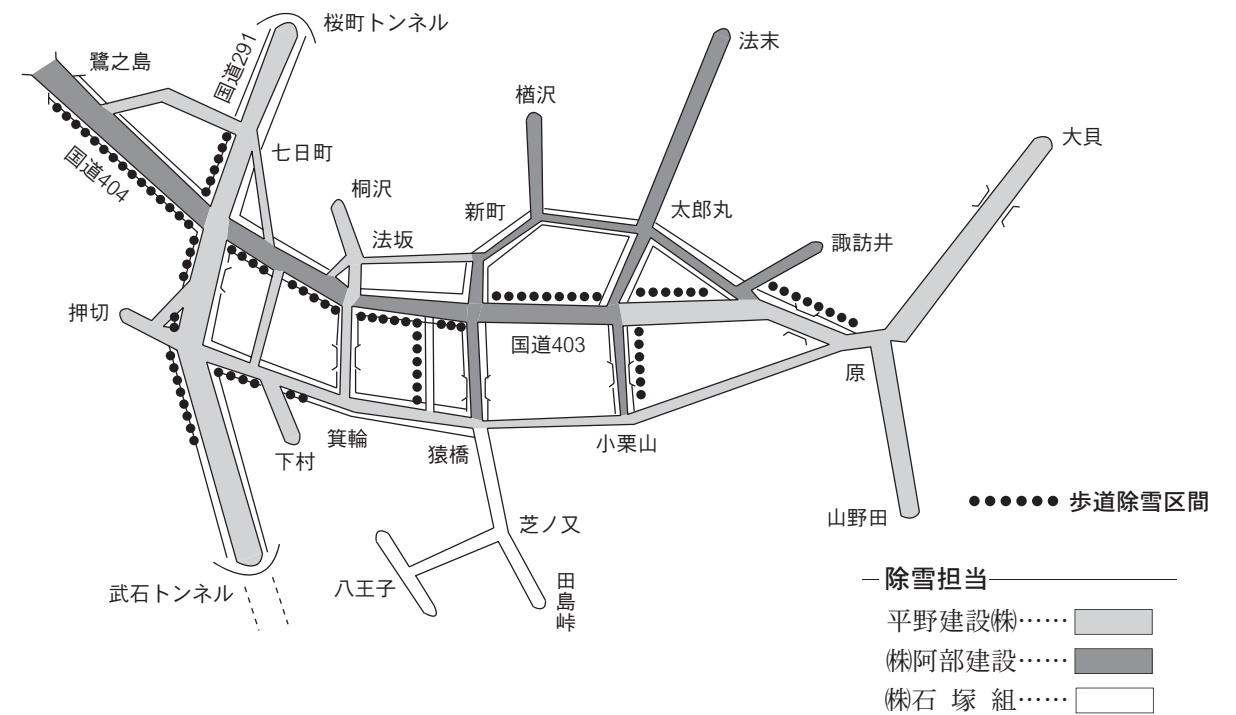 桜町トンネル
鷺之島
国道291
法末
楢沢
大貝
七日町
国道404
桐沢
新町
太郎丸
法坂
諏訪井
押切
国道403
原
箕輪
下村
猿橋
小栗山
山野田
芝ノ又
武石トンネル
八王子
田島峠
●●●●●● 歩道除雪区間
除雪担当
平野建設㈱……
㈱阿部建設……
㈱石 塚 組……